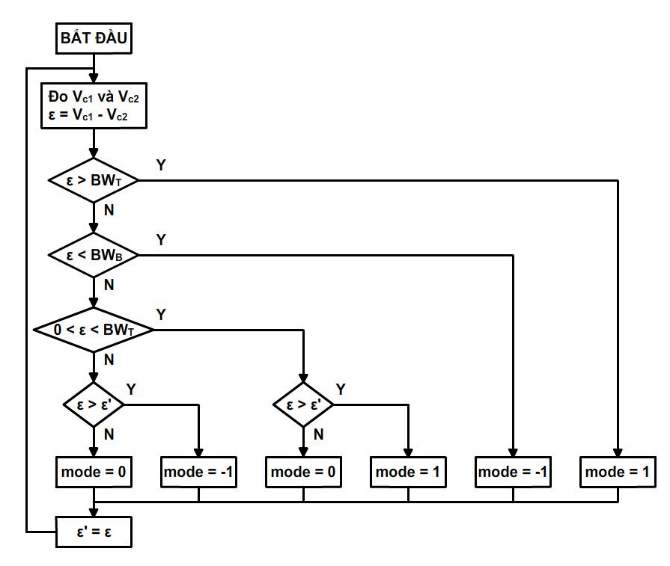 BẮT ĐẦU
Đo Vc1 và Vc2
ε = Vc1 - Vc2
ε > BWT
Y
N
ε < BWB
Y
N
0 < ε < BWT
Y
N
ε > ε'
Y
N
ε > ε'
Y
N
mode = 0
mode = -1
mode = 0
mode = 1
mode = -1
mode = 1
ε' = ε